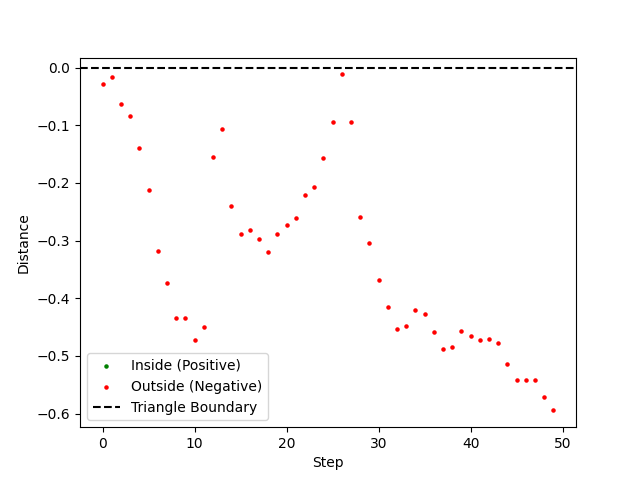 0.0
−0.1
−0.2
−0.3
−0.4
−0.5
−0.6
Distance
Inside (Positive)
Outside (Negative)
Triangle Boundary
0
10
20
30
40
50
Step